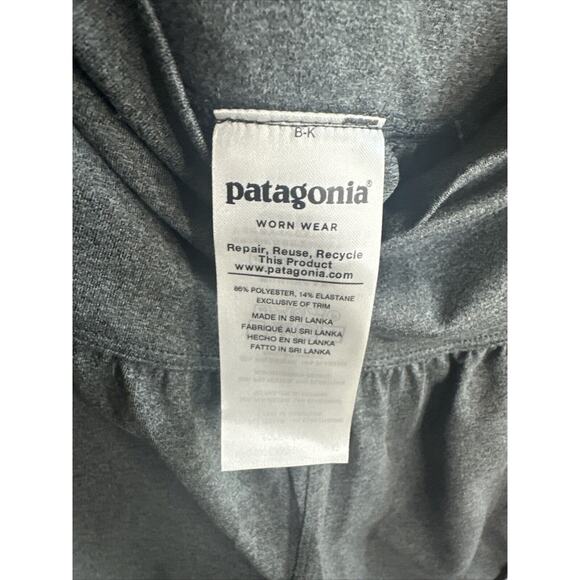 B-K
patagonia®
WORN WEAR
Repair, Reuse, Recycle
This Product
www.patagonia.com
86% POLYESTER, 14% ELASTANE
EXCLUSIVE OF TRIM
MADE IN SRI LANKA
FABRIQUÉ AU SRI LANKA
HECHO EN SRI LANKA
FATTO IN SRI LANKA